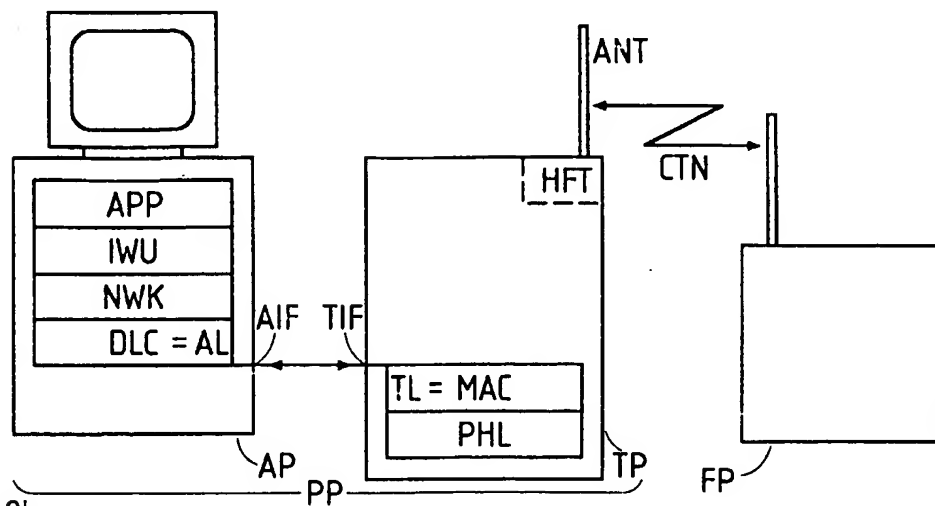 ANT
HFT
CTN
APP
IWU
NWK
DLC = AL
AIF TIF
TL = MAC
PHL
AP
TP
FP
PP